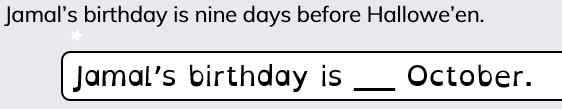 Jamal's birthday is nine days before Hallowe'en.
Jamal's birthday is ___ October.